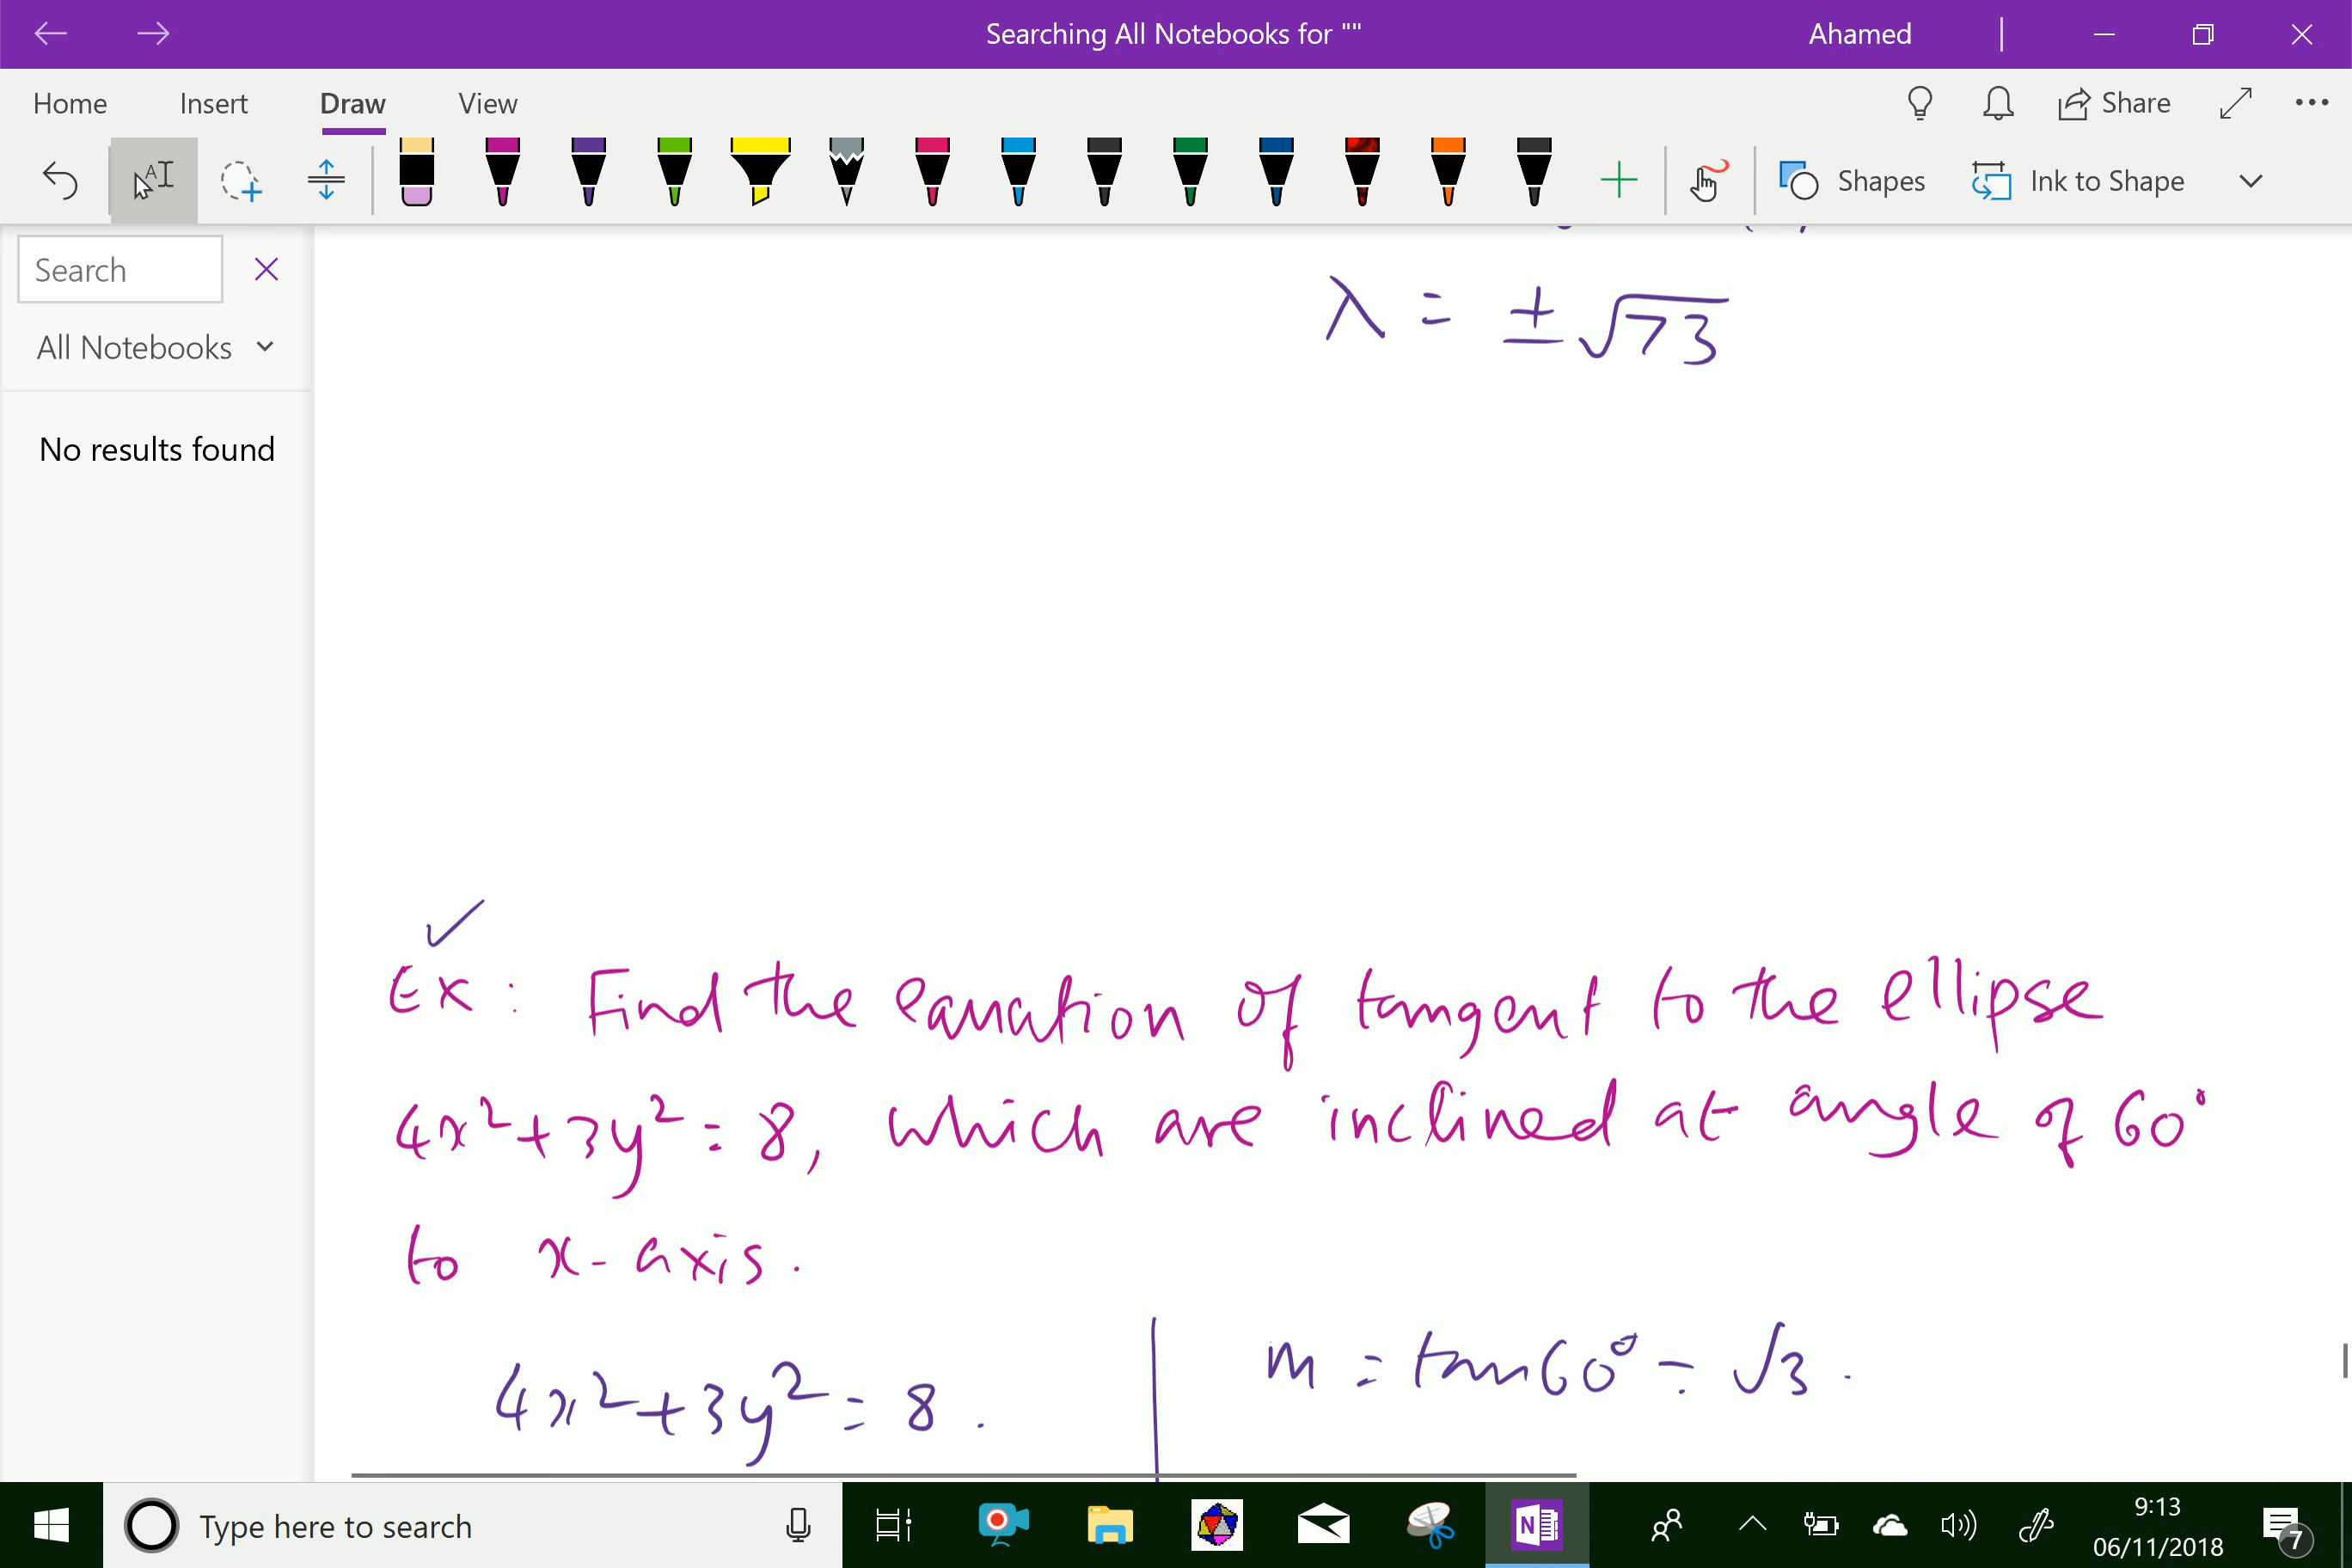 Searching All Notebooks for ""
Ahamed
Home Insert Draw View
Share
Shapes
Ink to Shape
Search
All Notebooks
No results found
λ = ±√73
Ex: Find the equation of tangent to the ellipse
4x²+3y²=8, which are inclined at angle of 60°
to x-axis.
4x²+3y²=8.
m = tan60° = √3.
Type here to search
N
9:13
06/11/2018
7